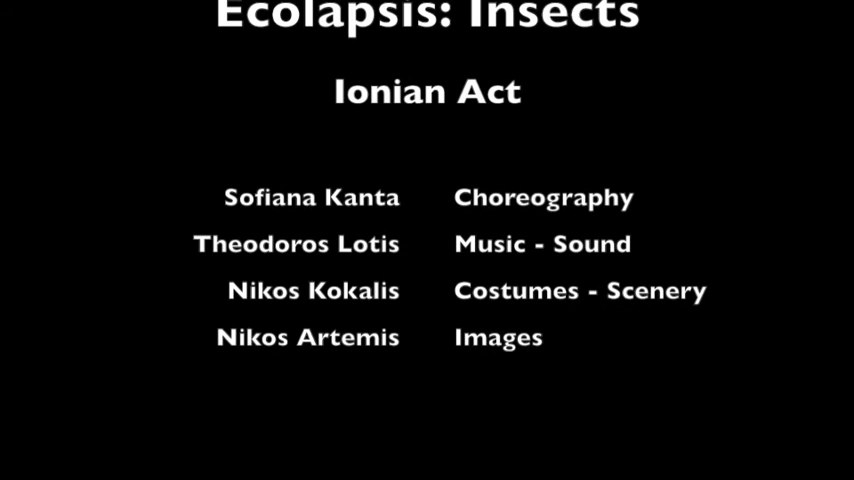 Ecolapsis: Insects
Ionian Act
Sofiana Kanta Choreography
Theodoros Lotis Music - Sound
Nikos Kokalis Costumes - Scenery
Nikos Artemis Images